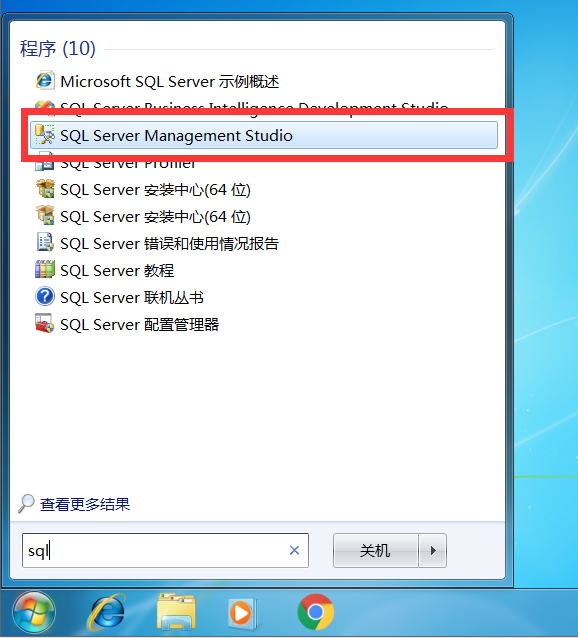 程序 (10)
Microsoft SQL Server 示例概述
SQL Server Business Intelligence Development Studio
SQL Server Management Studio
SQL Server Profiler
SQL Server 安装中心(64 位)
SQL Server 安装中心(64 位)
SQL Server 错误和使用情况报告
SQL Server 教程
SQL Server 联机丛书
SQL Server 配置管理器
查看更多结果
sql
关机